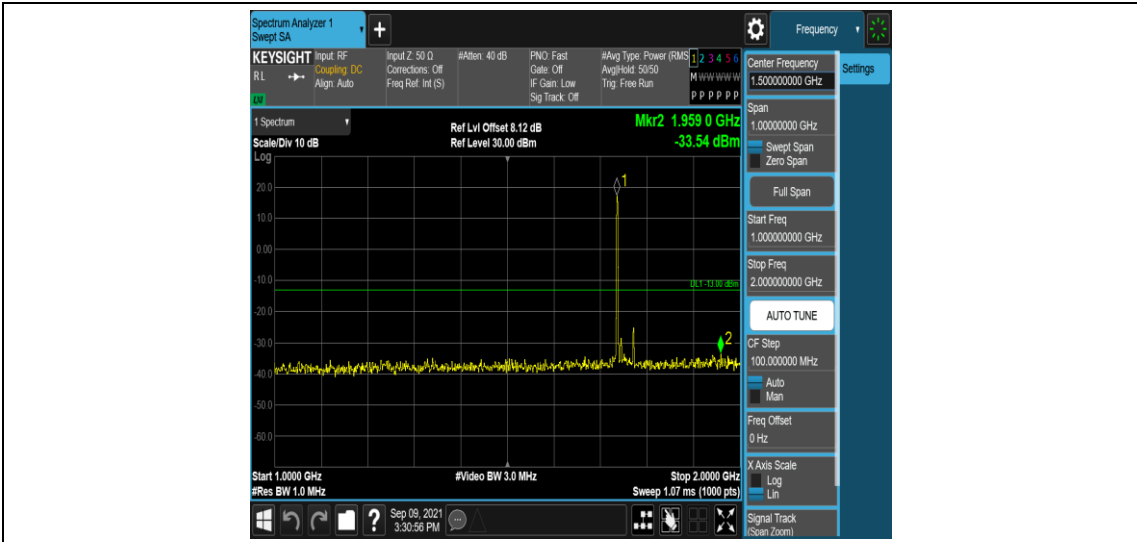 Spectrum Analyzer 1
Swept SA
+
Frequency
KEYSIGHT Input: RF Input Z: 50 Ω #Atten: 40 dB PNO: Fast #Avg Type: Power (RMS 1 2 3 4 5 6
RL Coupling: DC Corrections: Off Gate: Off Avg|Hold: 50/50 M W W W W W
Align: Auto Freq Ref: Int (S) IF Gain: Low Trig: Free Run
LXI Sig Track: Off P P P P P P
1 Spectrum Ref Lvl Offset 8.12 dB Mkr2 1.959 0 GHz
Scale/Div 10 dB Ref Level 30.00 dBm -33.54 dBm
Log
1
20.0
10.0
0.00
-10.0
DL1 -13.00 dBm
-20.0
-30.0
2
-40.0
-50.0
-60.0
Start 1.0000 GHz #Video BW 3.0 MHz Stop 2.0000 GHz
#Res BW 1.0 MHz Sweep 1.07 ms (1000 pts)
Center Frequency
1.500000000 GHz
Settings
Span
1.00000000 GHz
Swept Span
Zero Span
Full Span
Start Freq
1.000000000 GHz
Stop Freq
2.000000000 GHz
AUTO TUNE
CF Step
100.000000 MHz
Auto
Man
Freq Offset
0 Hz
X Axis Scale
Log
Lin
Signal Track
(Span Zoom)
? Sep 09, 2021
3:30:56 PM